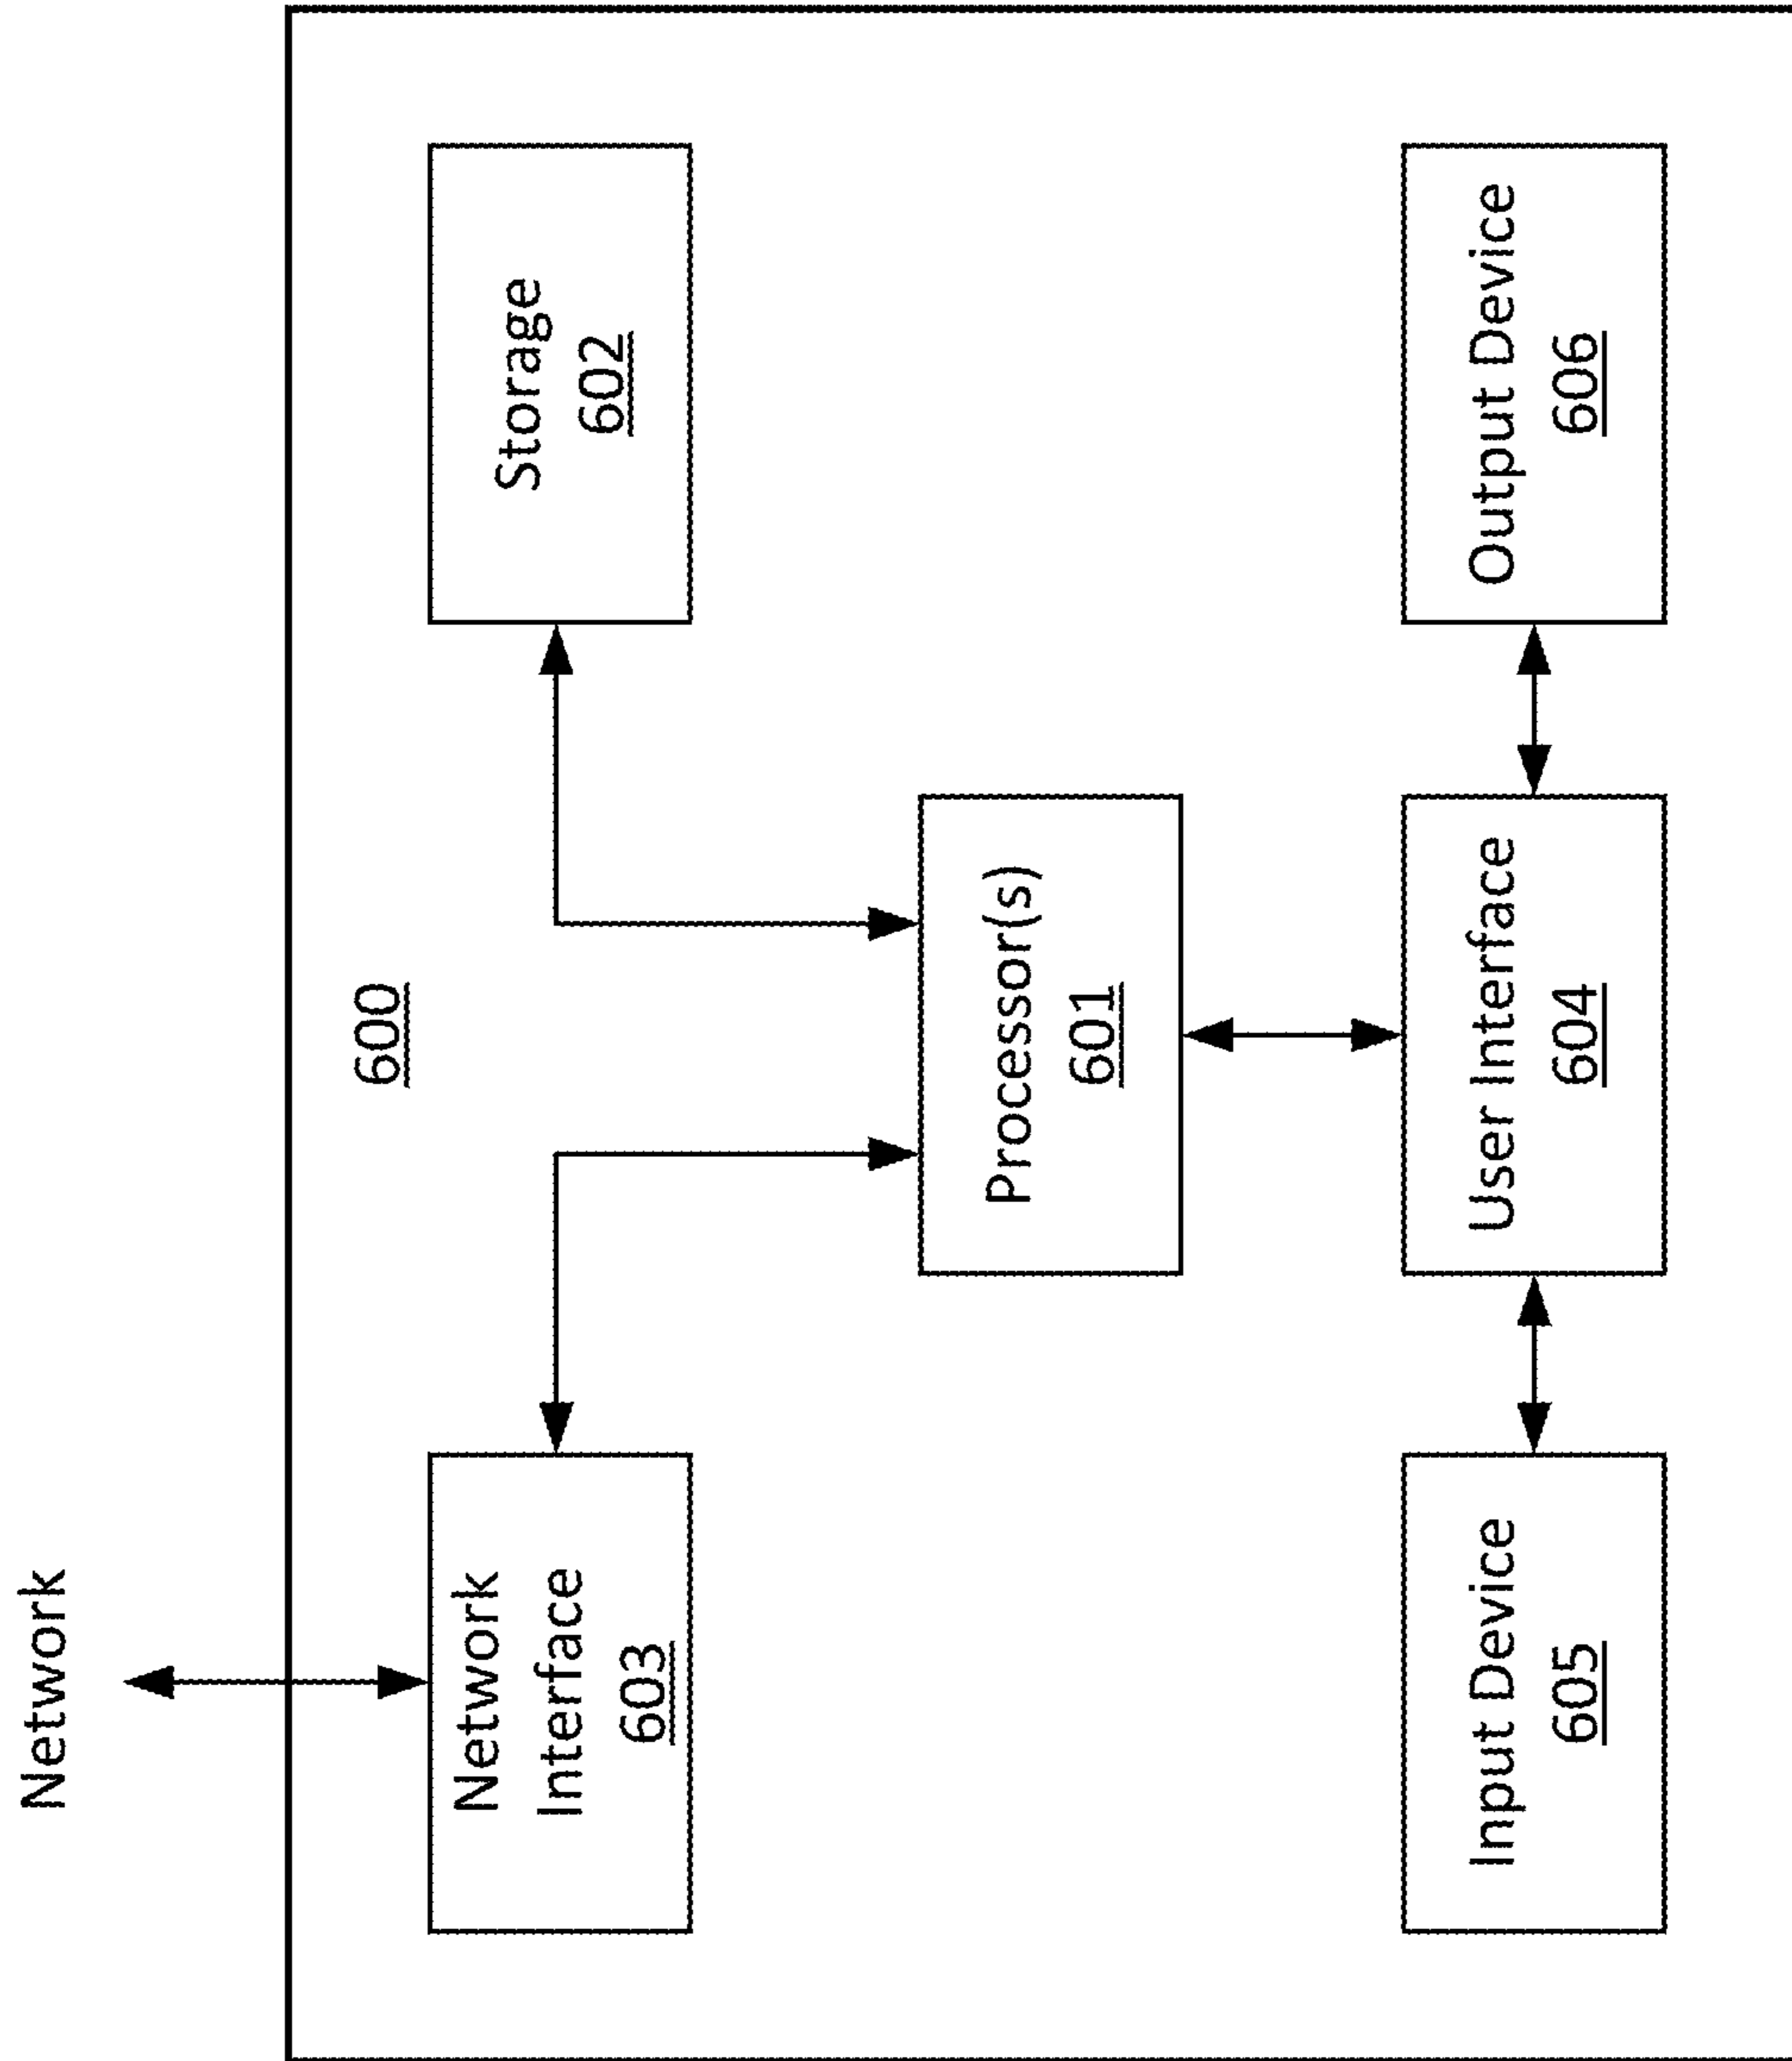 Network
600
Network
Interface
603
Storage
602
Processor(s)
601
Input Device
605
User Interface
604
Output Device
606